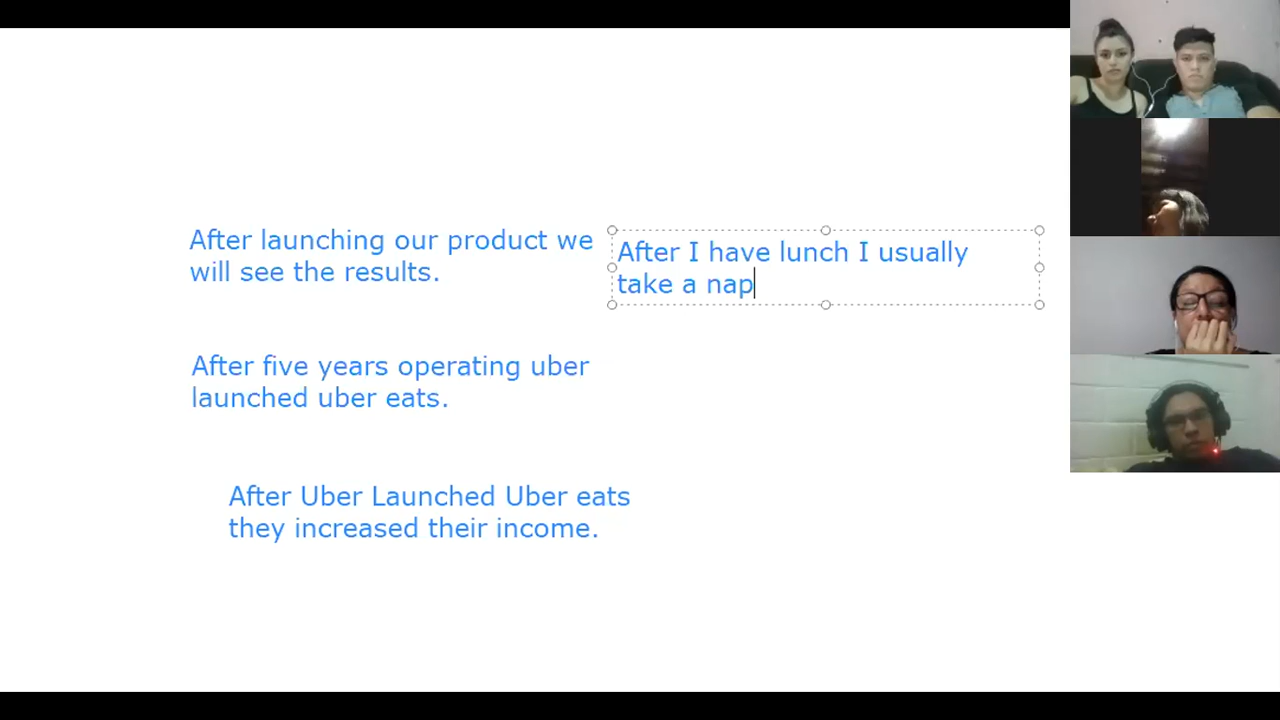 After launching our product we
will see the results.
After I have lunch I usually
take a nap
After five years operating uber
launched uber eats.
After Uber Launched Uber eats
they increased their income.